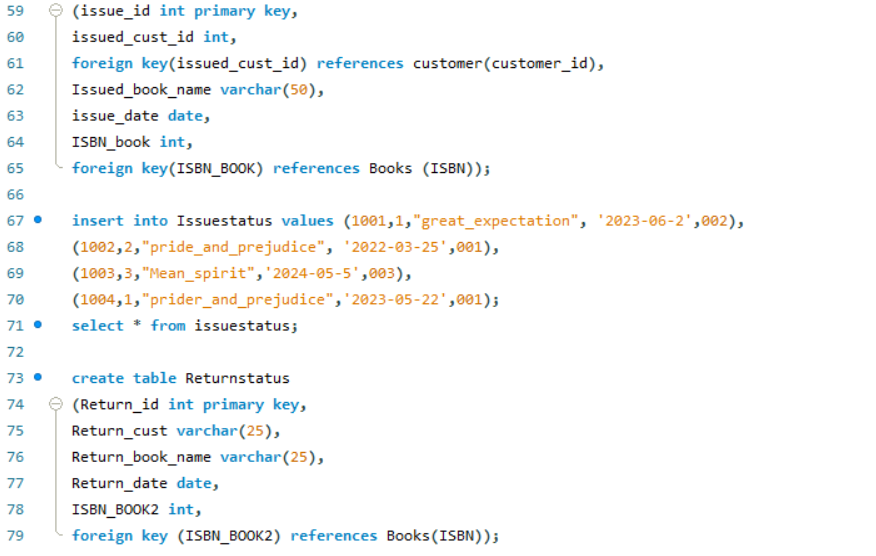 59 (issue_id int primary key,
60 issued_cust_id int,
61 foreign key(issued_cust_id) references customer(customer_id),
62 Issued_book_name varchar(50),
63 issue_date date,
64 ISBN_book int,
65 foreign key(ISBN_BOOK) references Books (ISBN));
66
67 insert into Issuestatus values (1001,1,"great_expectation", '2023-06-2',002),
68 (1002,2,"pride_and_prejudice", '2022-03-25',001),
69 (1003,3,"Mean_spirit",'2024-05-5',003),
70 (1004,1,"prider_and_prejudice",'2023-05-22',001);
71 select * from issuestatus;
72
73 create table Returnstatus
74 (Return_id int primary key,
75 Return_cust varchar(25),
76 Return_book_name varchar(25),
77 Return_date date,
78 ISBN_BOOK2 int,
79 foreign key (ISBN_BOOK2) references Books(ISBN));